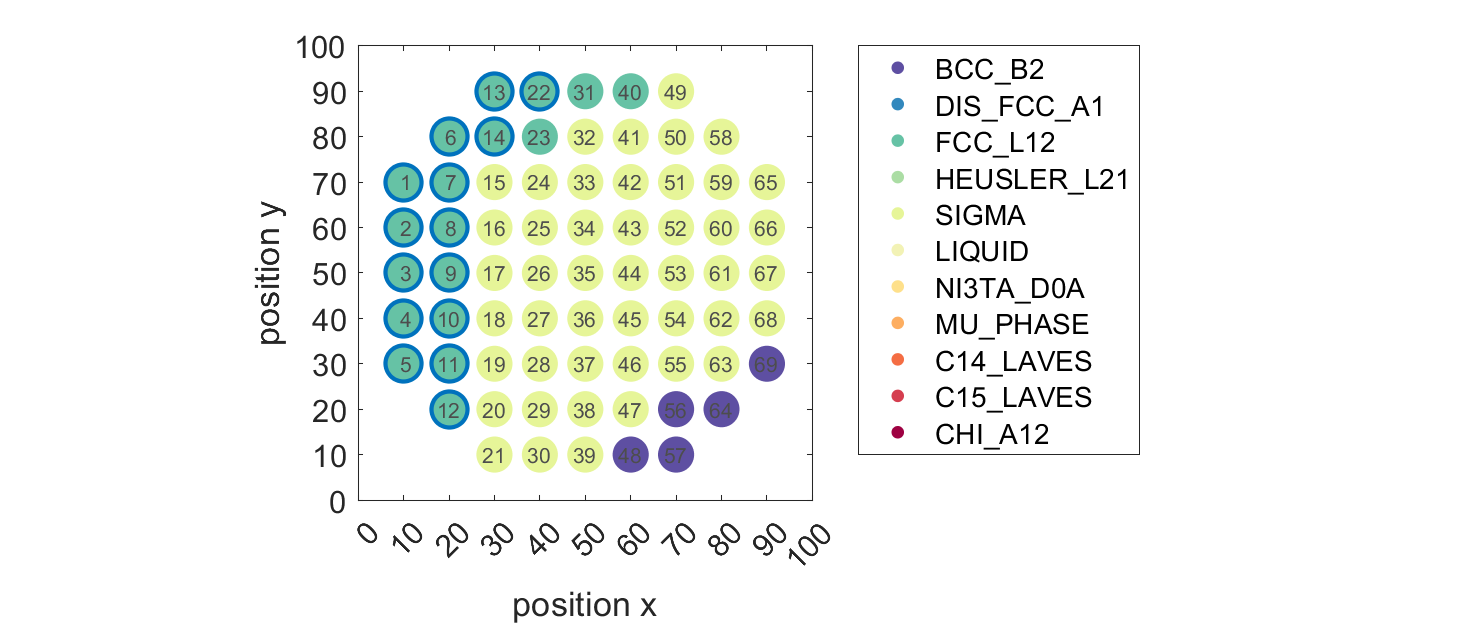 100
90
80
70
60
50
40
30
20
10
0
position y
13 22 31 40 49
6 14 23 32 41 50 58
1 7 15 24 33 42 51 59 65
2 8 16 25 34 43 52 60 66
3 9 17 26 35 44 53 61 67
4 10 18 27 36 45 54 62 68
5 11 19 28 37 46 55 63 69
12 20 29 38 47 56 64
21 30 39 48 57
0 10 20 30 40 50 60 70 80 90 100
position x
BCC_B2
DIS_FCC_A1
FCC_L12
HEUSLER_L21
SIGMA
LIQUID
NI3TA_D0A
MU_PHASE
C14_LAVES
C15_LAVES
CHI_A12